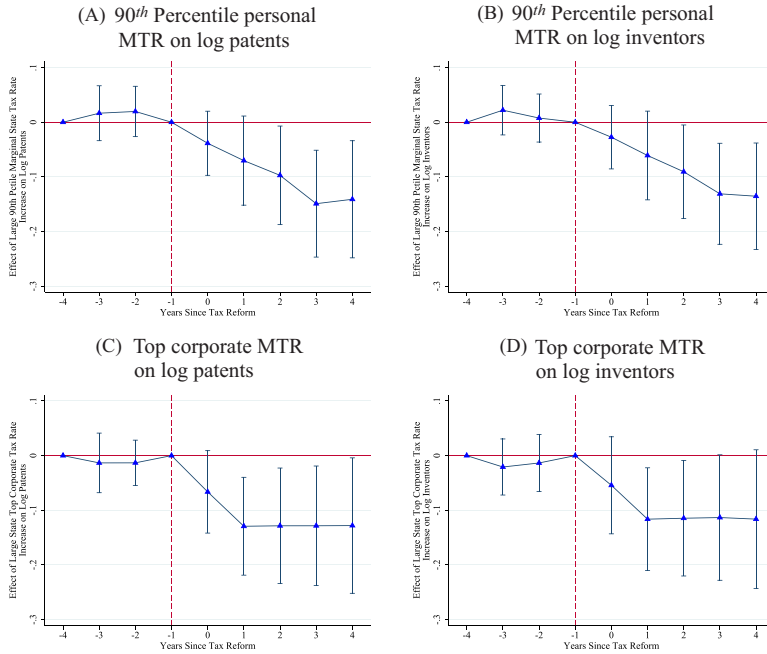 (A) 90th Percentile personal
MTR on log patents
Effect of Large 90th Pctile Marginal State Tax Rate
Increase on Log Patents
.1
0
-.1
-.2
-.3
-4 -3 -2 -1 0 1 2 3 4
Years Since Tax Reform
(B) 90th Percentile personal
MTR on log inventors
Effect of Large 90th Pctile Marginal State Tax Rate
Increase on Log Inventors
.1
0
-.1
-.2
-.3
-4 -3 -2 -1 0 1 2 3 4
Years Since Tax Reform
(C) Top corporate MTR
on log patents
Effect of Large State Top Corporate Tax Rate
Increase on Log Patents
.1
0
-.1
-.2
-.3
-4 -3 -2 -1 0 1 2 3 4
Years Since Tax Reform
(D) Top corporate MTR
on log inventors
Effect of Large State Top Corporate Tax Rate
Increase on Log Inventors
.1
0
-.1
-.2
-.3
-4 -3 -2 -1 0 1 2 3 4
Years Since Tax Reform